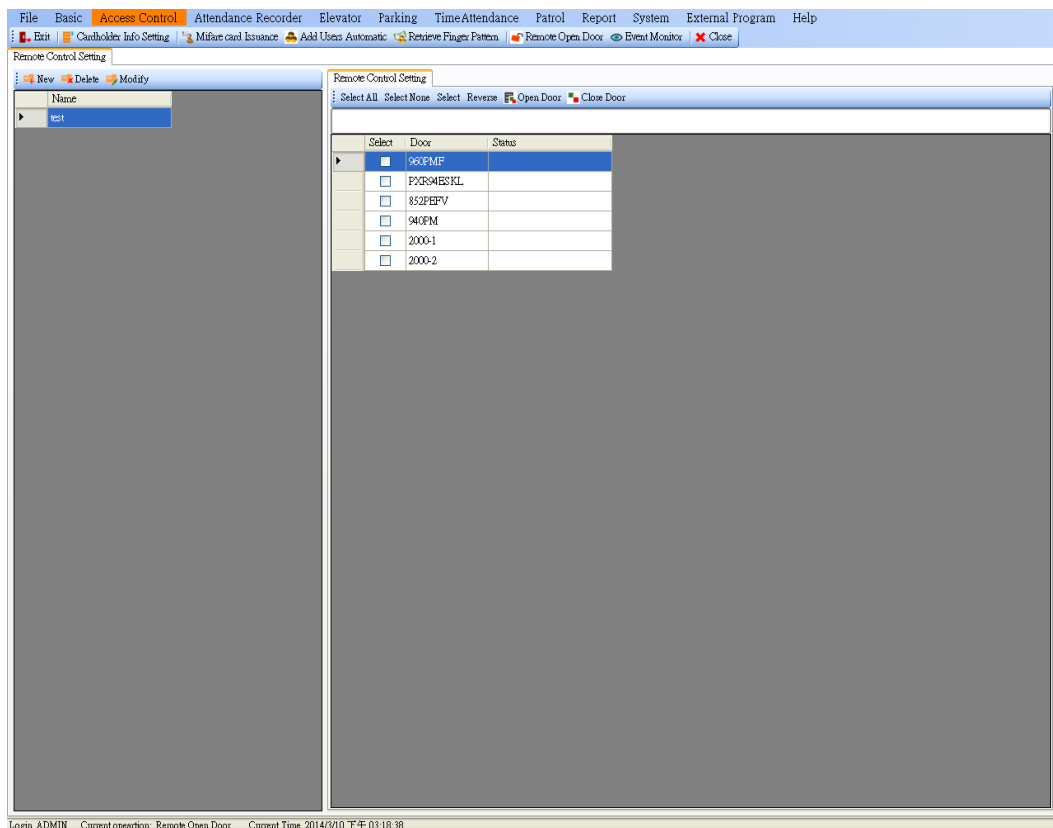 File Basic Access Control Attendance Recorder Elevator Parking TimeAttendance Patrol Report System External Program Help
Exit Cardholder Info Setting Mifare card Issuance Add Users Automatic Retrieve Finger Pattern Remote Open Door Event Monitor Close
Remote Control Setting
New Delete Modify
Name
test
Remote Control Setting
Select All Select None Select Reverse Open Door Close Door
Select Door Status
960PMF
PXR94ESKL
852PEFV
940PM
2000-1
2000-2
Login ADMIN Current opeartion: Remote Open Door Current Time 2014/3/10 下午 03:18:38